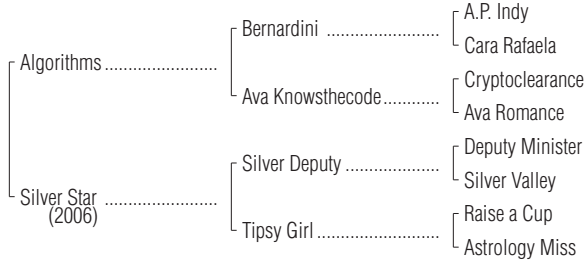 A.P. Indy
Bernardini ..................
Cara Rafaela
Algorithms ......................
Cryptoclearance
Ava Knowsthecode ...........
Ava Romance
Deputy Minister
Silver Deputy ..................
Silver Valley
Silver Star ......................
(2006)
Raise a Cup
Tipsy Girl ......................
Astrology Miss